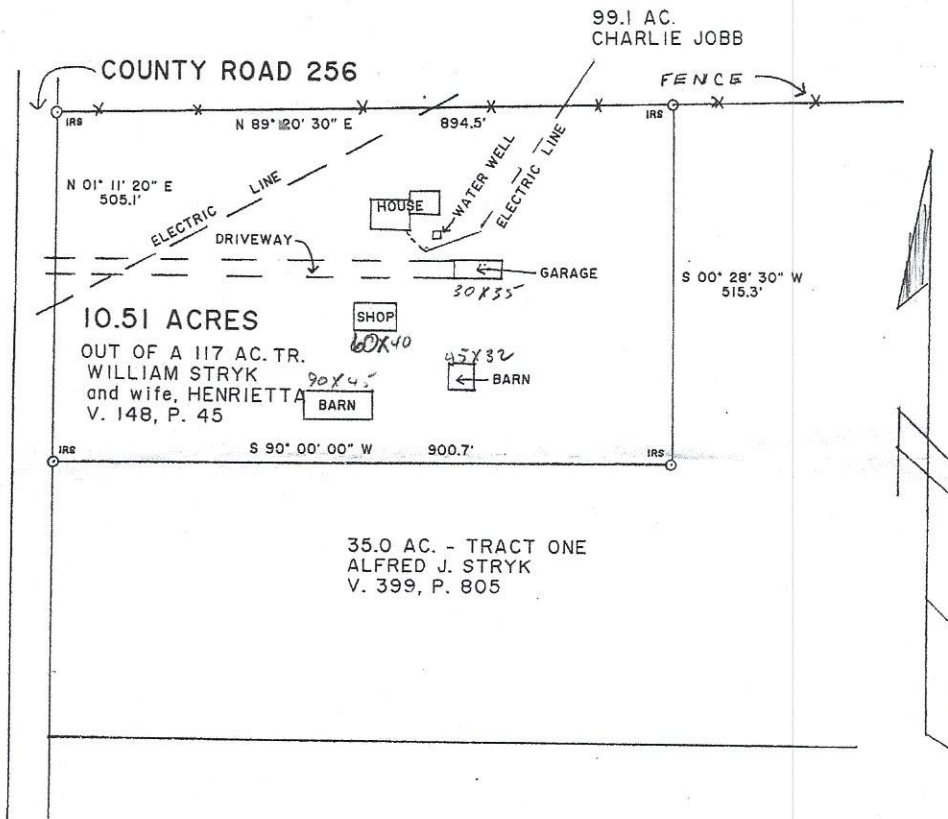 99.1 AC.
CHARLIE JOBB
COUNTY ROAD 256
FENCE
IRS
N 89° 20' 30" E
894.5'
IRS
N 01° 11' 20" E
505.1'
ELECTRIC LINE
HOUSE
WATER WELL
ELECTRIC LINE
DRIVEWAY
GARAGE
30X35
S 00° 28' 30" W
515.3'
10.51 ACRES
SHOP
60X40
OUT OF A 117 AC. TR.
WILLIAM STRYK
and wife, HENRIETTA
V. 148, P. 45
90X45
BARN
45X32
BARN
IRS
S 90° 00' 00" W
900.7'
IRS
35.0 AC. - TRACT ONE
ALFRED J. STRYK
V. 399, P. 805